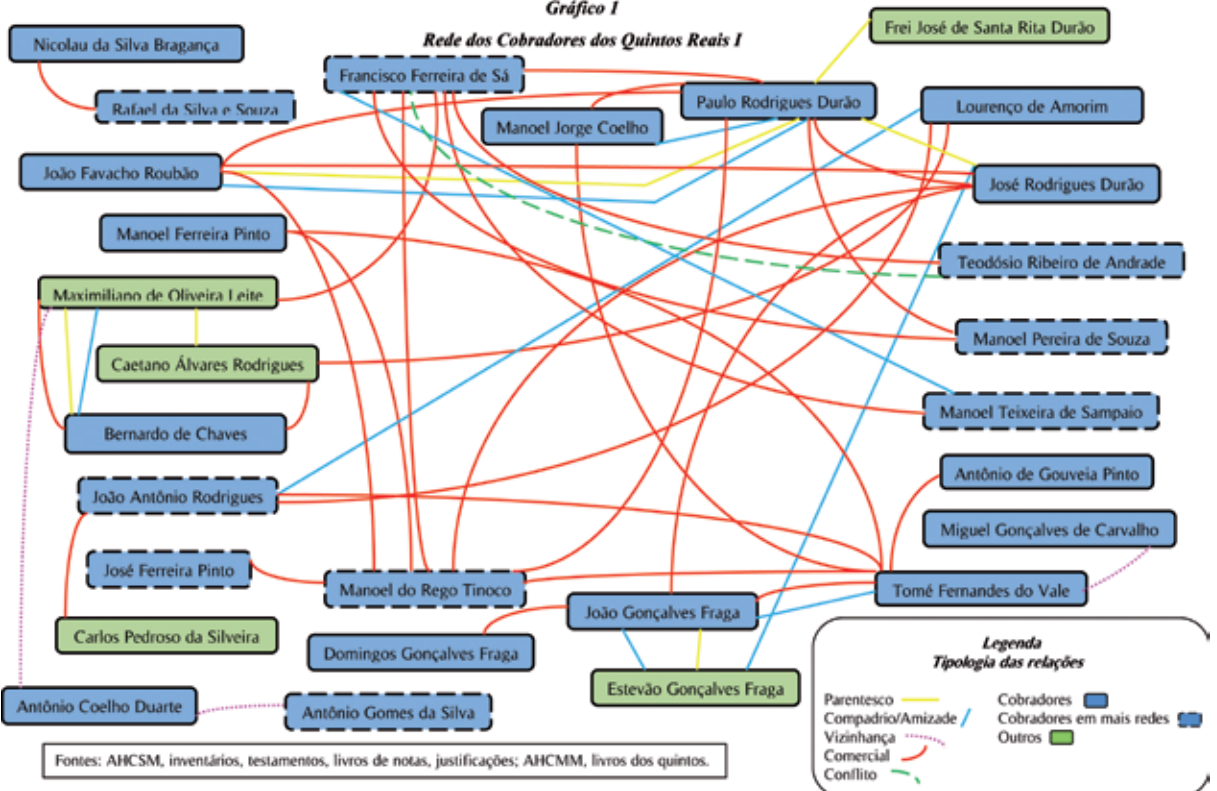 Gráfico 1
Rede dos Cobradores dos Quintos Reais I
Frei José de Santa Rita Durão
Nicolau da Silva Bragança
Francisco Ferreira de Sá
Rafael da Silva e Souza
Paulo Rodrigues Durão
Lourenço de Amorim
Manoel Jorge Coelho
João Favacho Roubão
José Rodrigues Durão
Manoel Ferreira Pinto
Teodósio Ribeiro de Andrade
Maximiliano de Oliveira Leite
Manoel Pereira de Souza
Caetano Álvares Rodrigues
Manoel Teixeira de Sampaio
Bernardo de Chaves
Antônio de Gouveia Pinto
João Antônio Rodrigues
Miguel Gonçalves de Carvalho
José Ferreira Pinto
Manoel do Rego Tinoco
Tomé Fernandes do Vale
João Gonçalves Fraga
Carlos Pedroso da Silveira
Domingos Gonçalves Fraga
Estevão Gonçalves Fraga
Antônio Coelho Duarte
Antônio Gomes da Silva
Legenda
Tipologia das relações
Parentesco
Compadrio/Amizade
Vizinhança
Comercial
Conflito
Cobradores
Cobradores em mais redes
Outros
Fontes: AHCSM, inventários, testamentos, livros de notas, justificações; AHCMM, livros dos quintos.